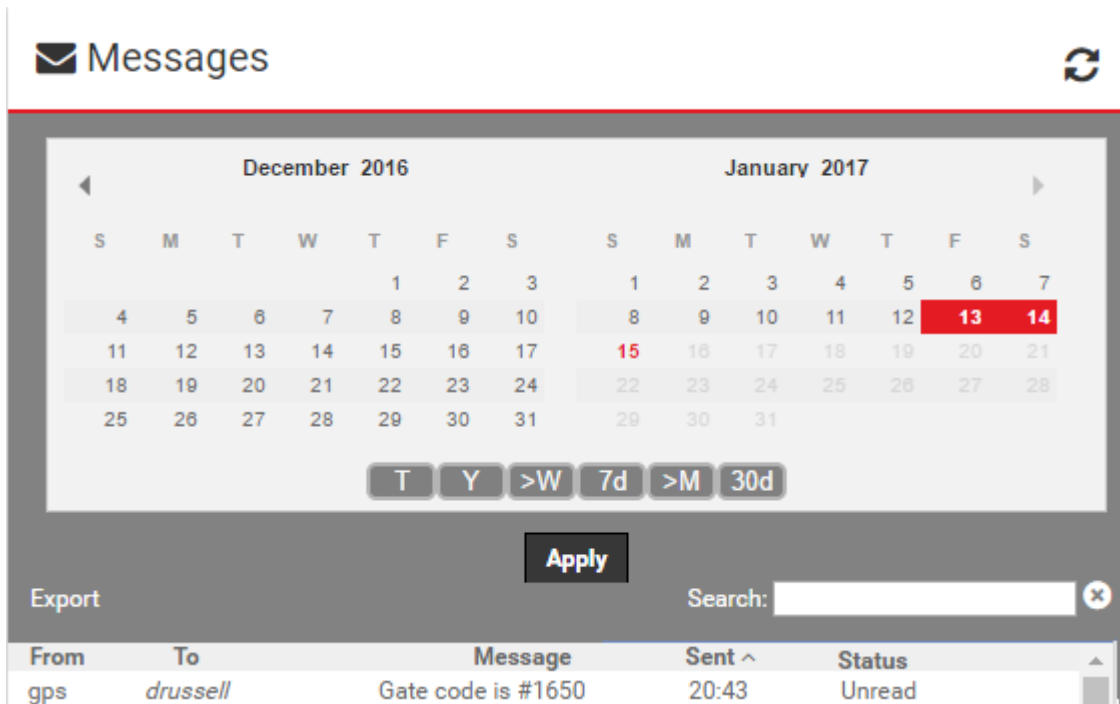 Messages
December 2016 January 2017
S M T W T F S S M T W T F S
1 2 3 1 2 3 4 5 6 7
4 5 6 7 8 9 10 8 9 10 11 12 13 14
11 12 13 14 15 16 17 15 16 17 18 19 20 21
18 19 20 21 22 23 24 22 23 24 25 26 27 28
25 26 27 28 29 30 31 29 30 31
T Y >W 7d >M 30d
Apply
Export Search:
From To Message Sent Status
gps drussell Gate code is #1650 20:43 Unread